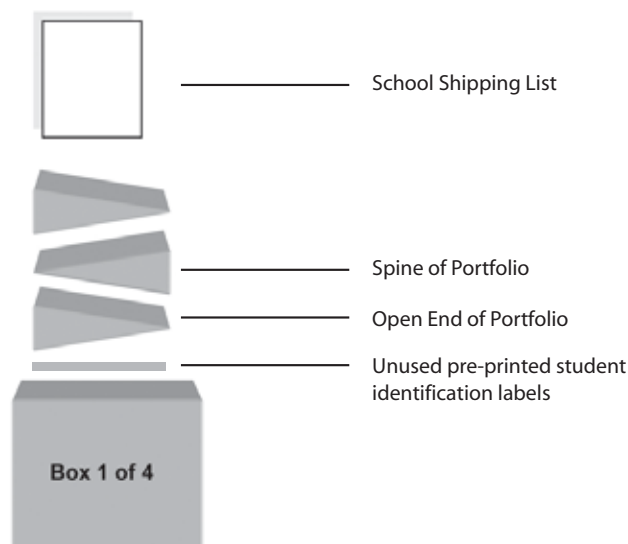 School Shipping List
Spine of Portfolio
Open End of Portfolio
Unused pre-printed student
identification labels
Box 1 of 4